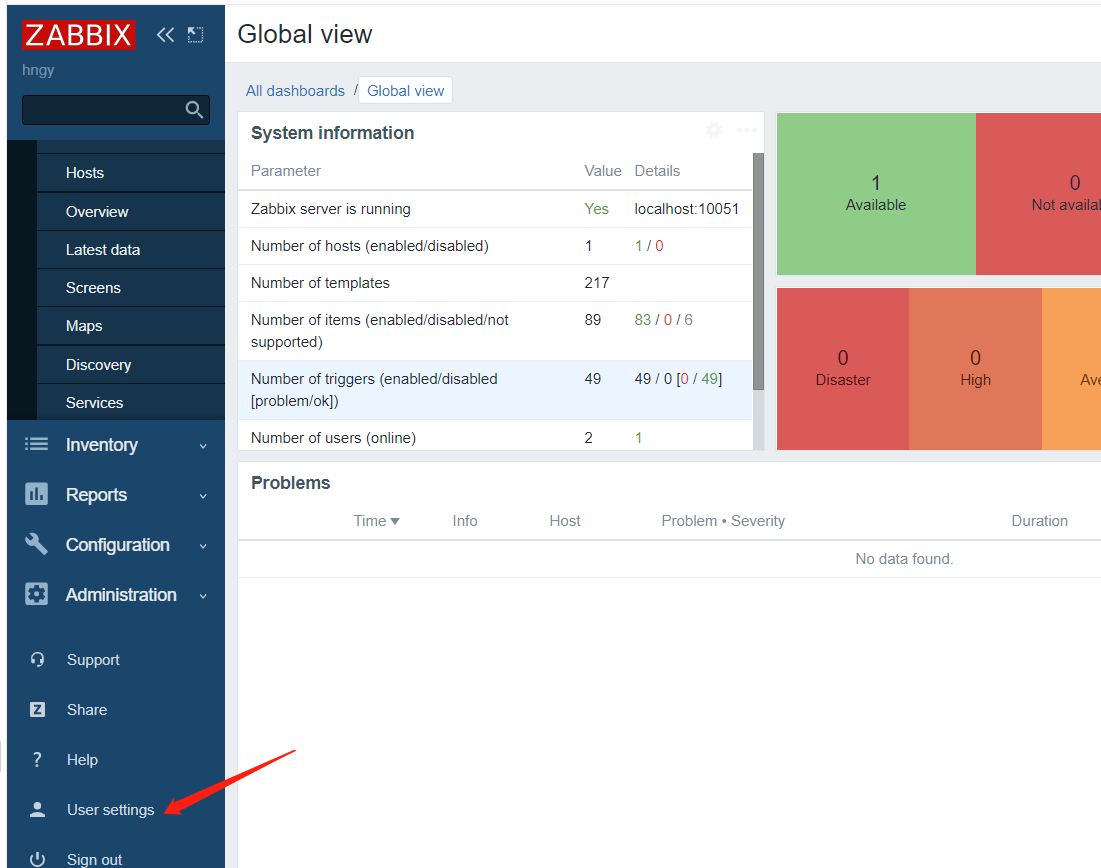 ZABBIX
hngy
Hosts
Overview
Latest data
Screens
Maps
Discovery
Services
Inventory
Reports
Configuration
Administration
Support
Share
Z
?
Help
User settings
Sign out
Global view
All dashboards / Global view
System information
Parameter Value Details
Zabbix server is running Yes localhost:10051
Number of hosts (enabled/disabled) 1 1 / 0
Number of templates 217
Number of items (enabled/disabled/not
supported) 89 83 / 0 / 6
Number of triggers (enabled/disabled
[problem/ok]) 49 49 / 0 [0 / 49]
Number of users (online) 2 1
1
Available
0
Not availab
0
Disaster
0
High
Ave
Problems
Time Info Host Problem • Severity Duration
No data found.